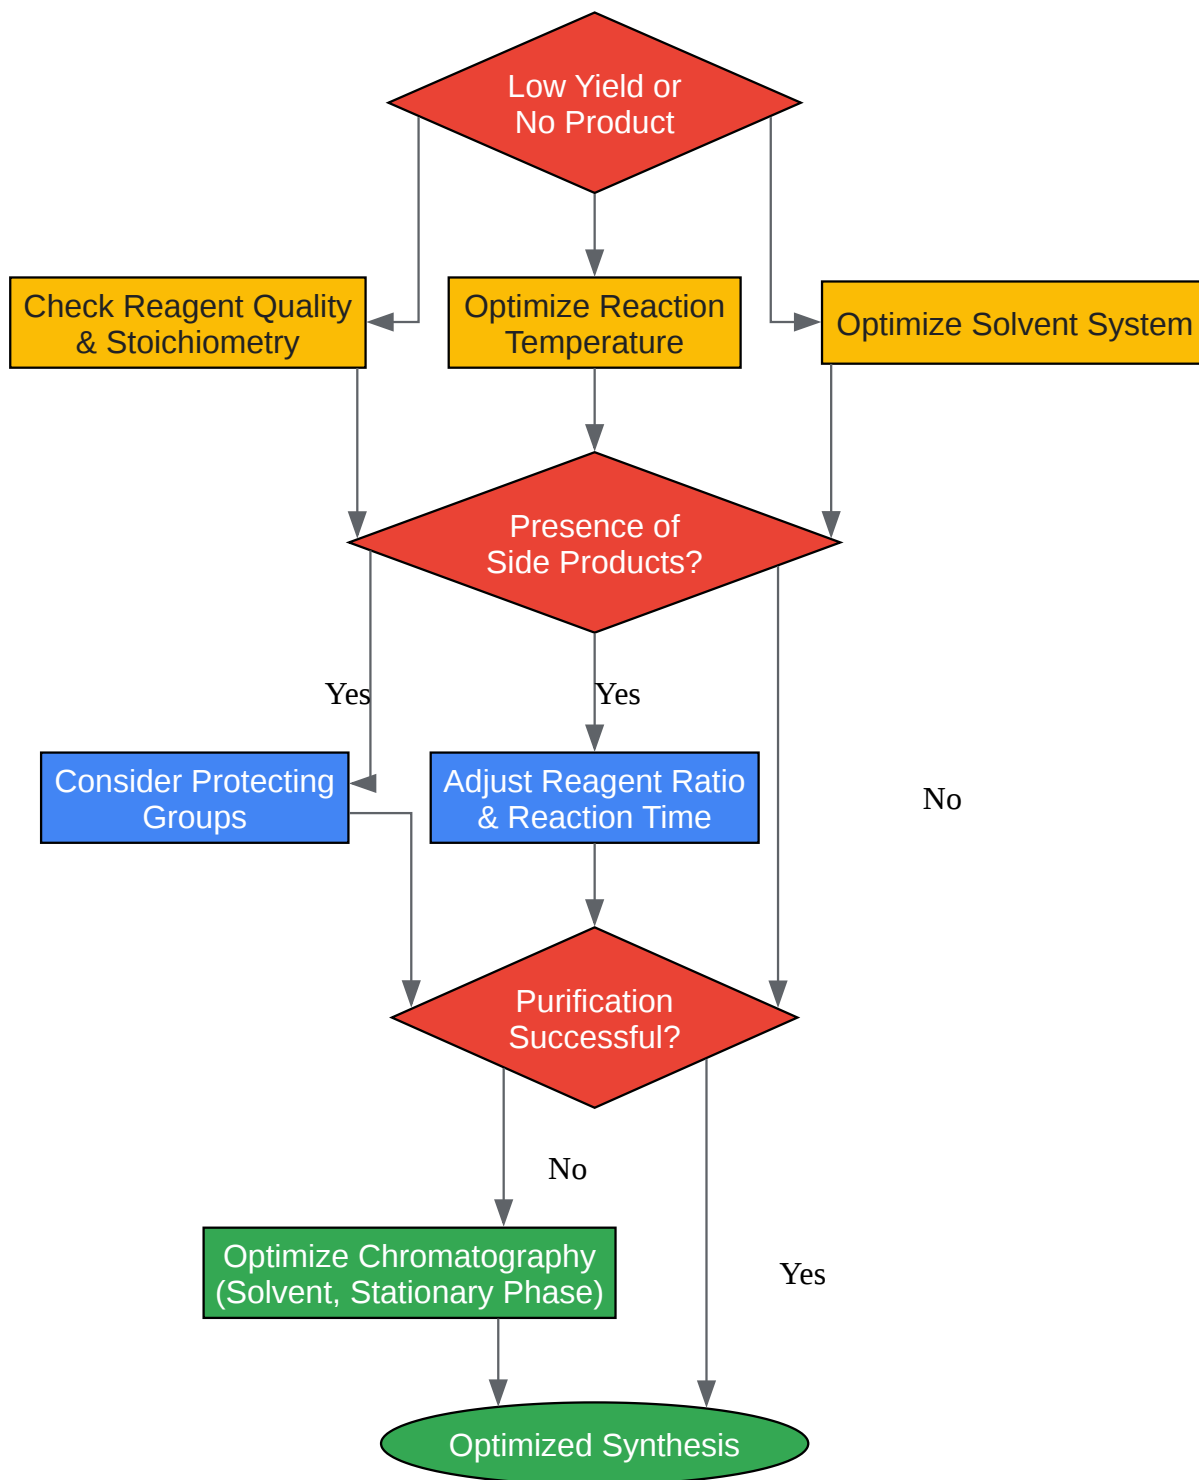 Low Yield or
No Product
Check Reagent Quality
& Stoichiometry
Optimize Reaction
Temperature
Optimize Solvent System
Presence of
Side Products?
Yes
Yes
No
Consider Protecting
Groups
Adjust Reagent Ratio
& Reaction Time
Purification
Successful?
No
Yes
Optimize Chromatography
(Solvent, Stationary Phase)
Optimized Synthesis